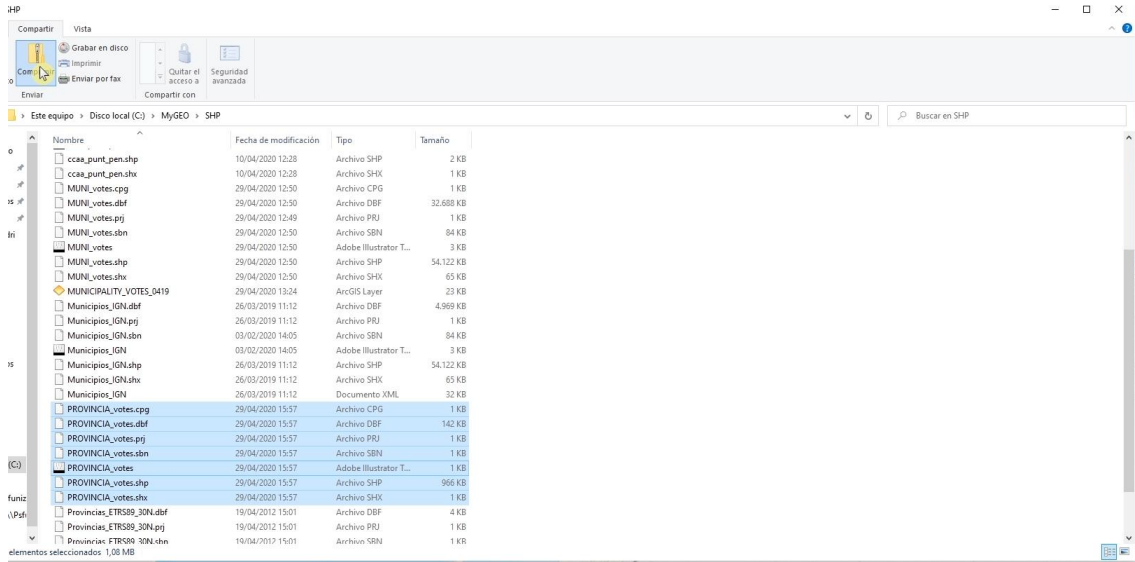 SHP
Compartir Vista
Grabar en disco
Imprimir
Enviar por fax
Quitar el acceso a
Seguridad avanzada
Enviar
Compartir con
Este equipo > Disco local (C:) > MyGEO > SHP
Buscar en SHP
Nombre Fecha de modificación Tipo Tamaño
ccaa_punt_pen.shp 10/04/2020 12:28 Archivo SHP 2 KB
ccaa_punt_pen.shx 10/04/2020 12:28 Archivo SHX 1 KB
MUNI_votes.cpg 29/04/2020 12:50 Archivo CPG 1 KB
MUNI_votes.dbf 29/04/2020 12:50 Archivo DBF 32.688 KB
MUNI_votes.prj 29/04/2020 12:49 Archivo PRJ 1 KB
MUNI_votes.sbn 29/04/2020 12:50 Archivo SBN 84 KB
MUNI_votes 29/04/2020 12:50 Adobe Illustrator T... 3 KB
MUNI_votes.shp 29/04/2020 12:50 Archivo SHP 54.122 KB
MUNI_votes.shx 29/04/2020 12:50 Archivo SHX 65 KB
MUNICIPALITY_VOTES_0419 29/04/2020 13:24 ArcGIS Layer 23 KB
Municipios_IGN.dbf 26/03/2019 11:12 Archivo DBF 4.969 KB
Municipios_IGN.prj 26/03/2019 11:12 Archivo PRJ 1 KB
Municipios_IGN.sbn 03/02/2020 14:05 Archivo SBN 84 KB
Municipios_IGN 03/02/2020 14:05 Adobe Illustrator T... 3 KB
Municipios_IGN.shp 26/03/2019 11:12 Archivo SHP 54.122 KB
Municipios_IGN.shx 26/03/2019 11:12 Archivo SHX 65 KB
Municipios_IGN 26/03/2019 11:12 Documento XML 32 KB
PROVINCIA_votes.cpg 29/04/2020 15:57 Archivo CPG 1 KB
PROVINCIA_votes.dbf 29/04/2020 15:57 Archivo DBF 142 KB
PROVINCIA_votes.prj 29/04/2020 15:57 Archivo PRJ 1 KB
PROVINCIA_votes.sbn 29/04/2020 15:57 Archivo SBN 1 KB
PROVINCIA_votes 29/04/2020 15:57 Adobe Illustrator T... 1 KB
PROVINCIA_votes.shp 29/04/2020 15:57 Archivo SHP 966 KB
(C:)
PROVINCIA_votes.shx 29/04/2020 15:57 Archivo SHX 1 KB
funiz
Provincias_ETRS89_30N.dbf 19/04/2012 15:01 Archivo DBF 4 KB
Provincias_ETRS89_30N.prj 19/04/2012 15:01 Archivo PRJ 1 KB
Provincias_ETRS89_30N.sbn 19/04/2012 15:01 Archivo SBN 1 KB
elementos seleccionados 1,08 MB